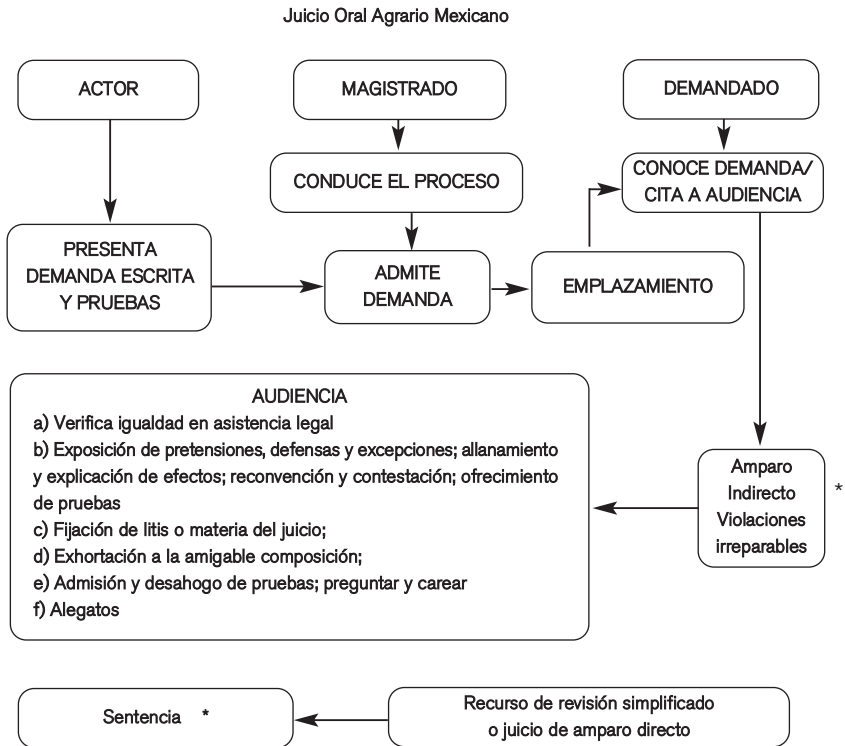 Juicio Oral Agrario Mexicano
ACTOR
MAGISTRADO
DEMANDADO
CONDUCE EL PROCESO
CONOCE DEMANDA/
CITA A AUDIENCIA
PRESENTA
DEMANDA ESCRITA
Y PRUEBAS
ADMITE
DEMANDA
EMPLAZAMIENTO
AUDIENCIA
a) Verifica igualdad en asistencia legal
b) Exposición de pretensiones, defensas y excepciones; allanamiento
y explicación de efectos; reconvención y contestación; ofrecimiento
de pruebas
c) Fijación de litis o materia del juicio;
d) Exhortación a la amigable composición;
e) Admisión y desahogo de pruebas; preguntar y carear
f) Alegatos
Amparo
Indirecto
Violaciones
irreparables
*
Sentencia *
Recurso de revisión simplificado
o juicio de amparo directo